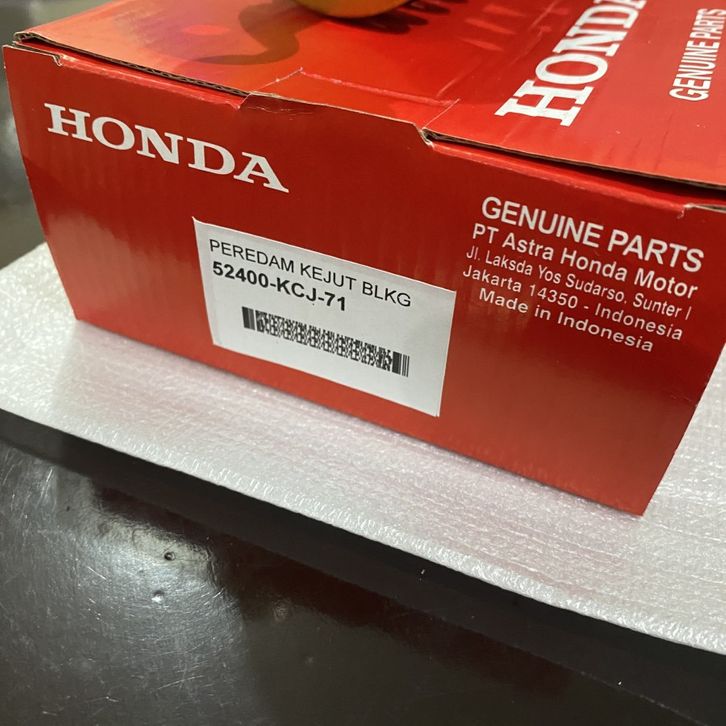 HONDA
GENUINE PARTS
HONDA
PEREDAM KEJUT BLKG
52400-KCJ-71
GENUINE PARTS
PT Astra Honda Motor
Jl. Laksda Yos Sudarso, Sunter I
Jakarta 14350 - Indonesia
Made in Indonesia